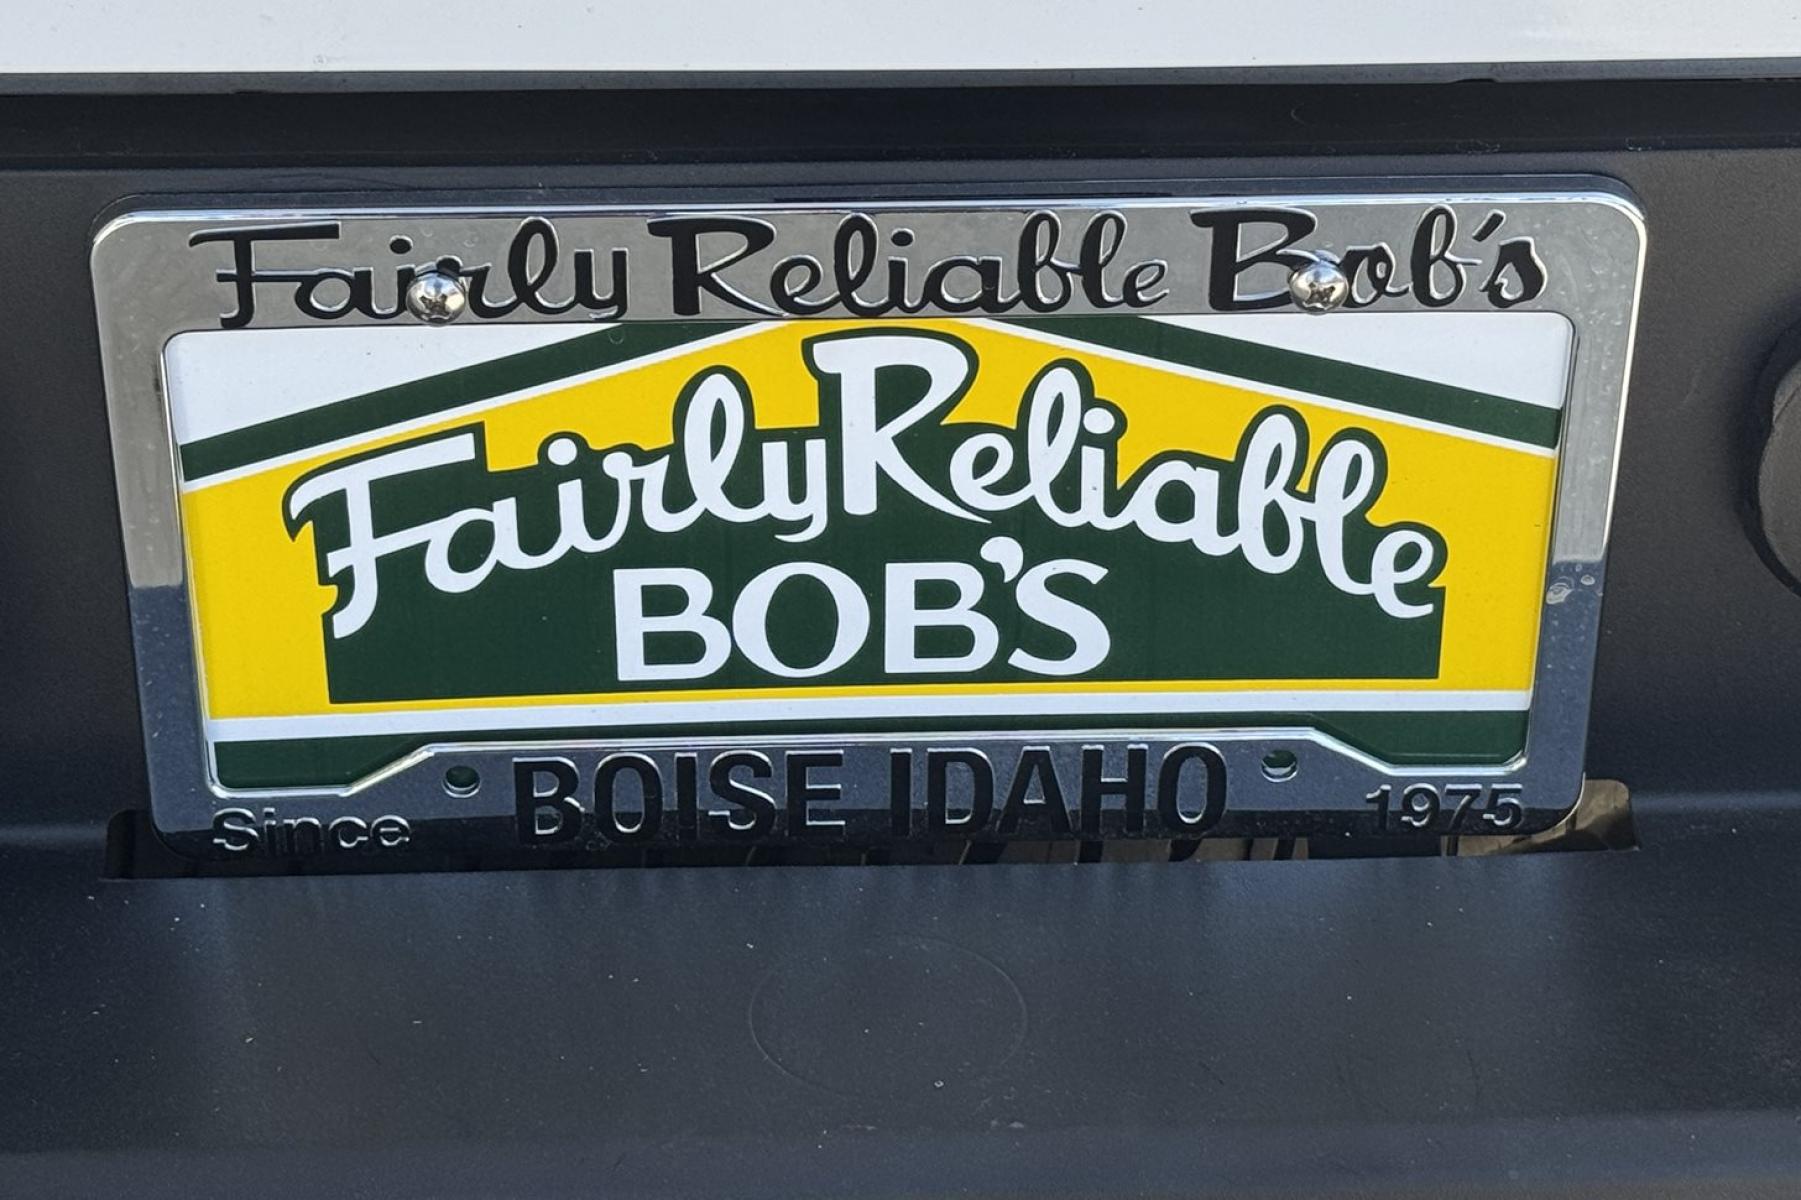 Fairly Reliable Bob's
Fairly Reliable
BOB'S
Since BOISE IDAHO 1975